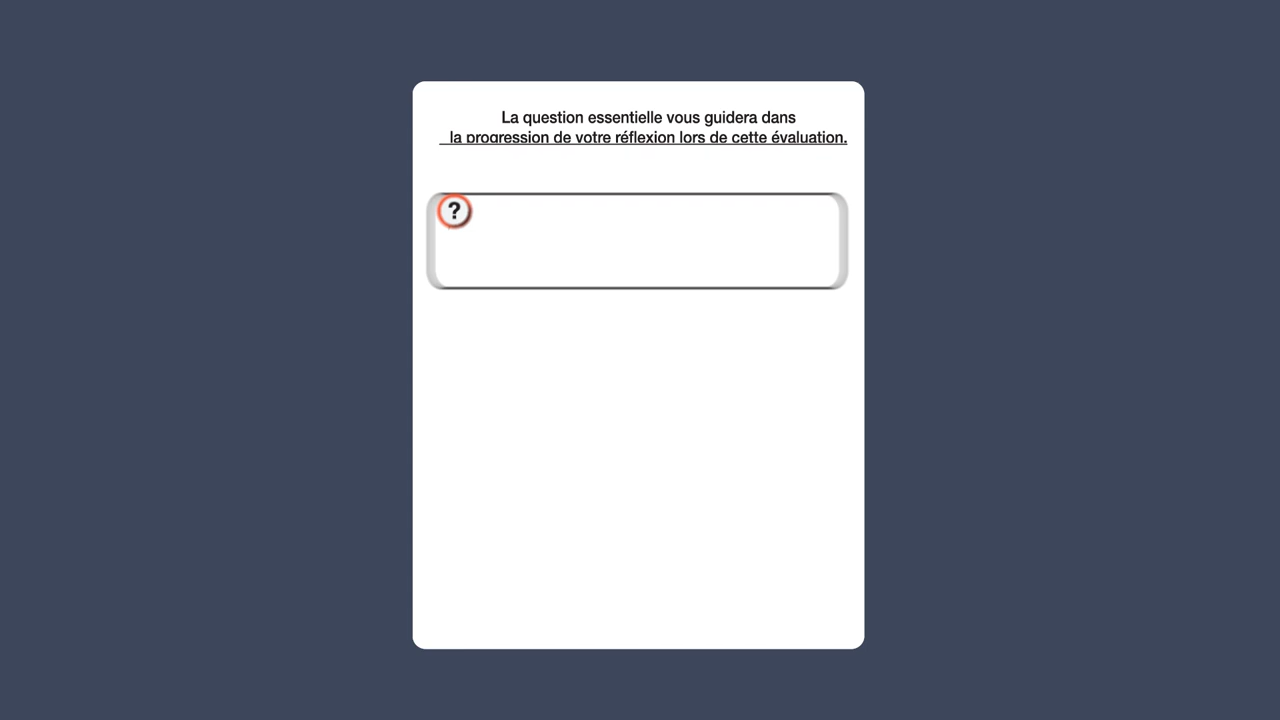 La question essentielle vous guidera dans
la progression de votre réflexion lors de cette évaluation.
?